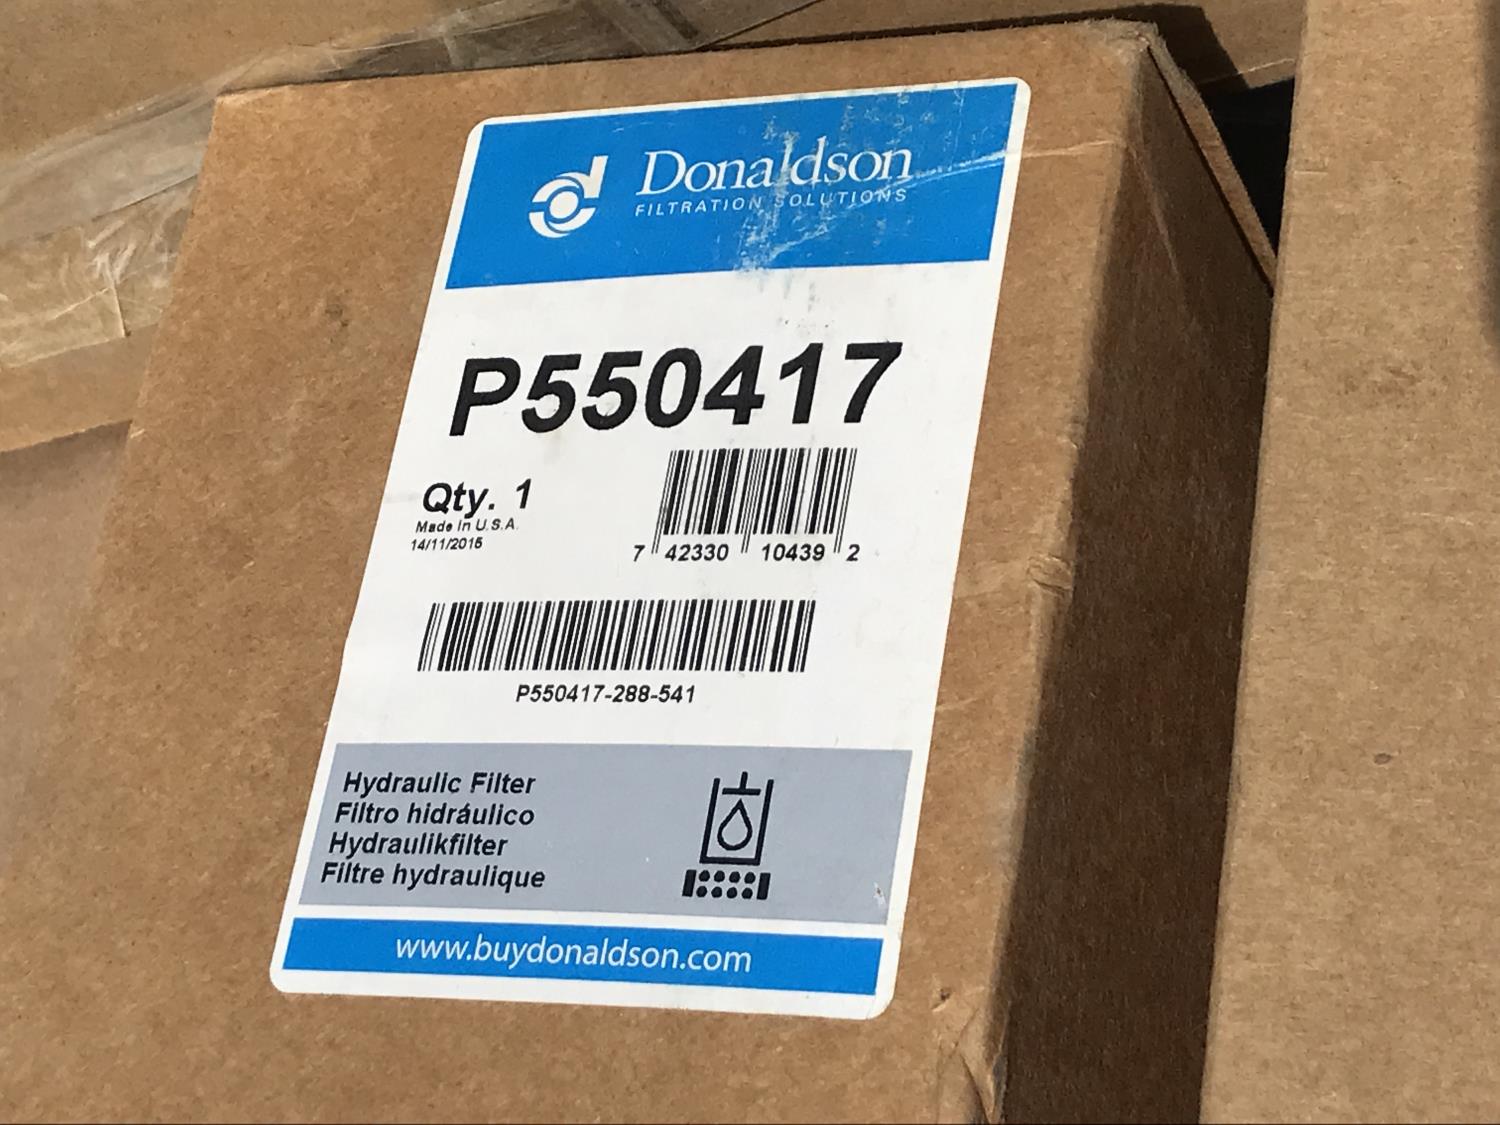 Donaldson
FILTRATION SOLUTIONS
P550417
Qty. 1
Made In U.S.A.
14/11/2015
7 42330 10439 2
P550417-288-541
Hydraulic Filter
Filtro hidráulico
Hydraulikfilter
Filtre hydraulique
www.buydonaldson.com